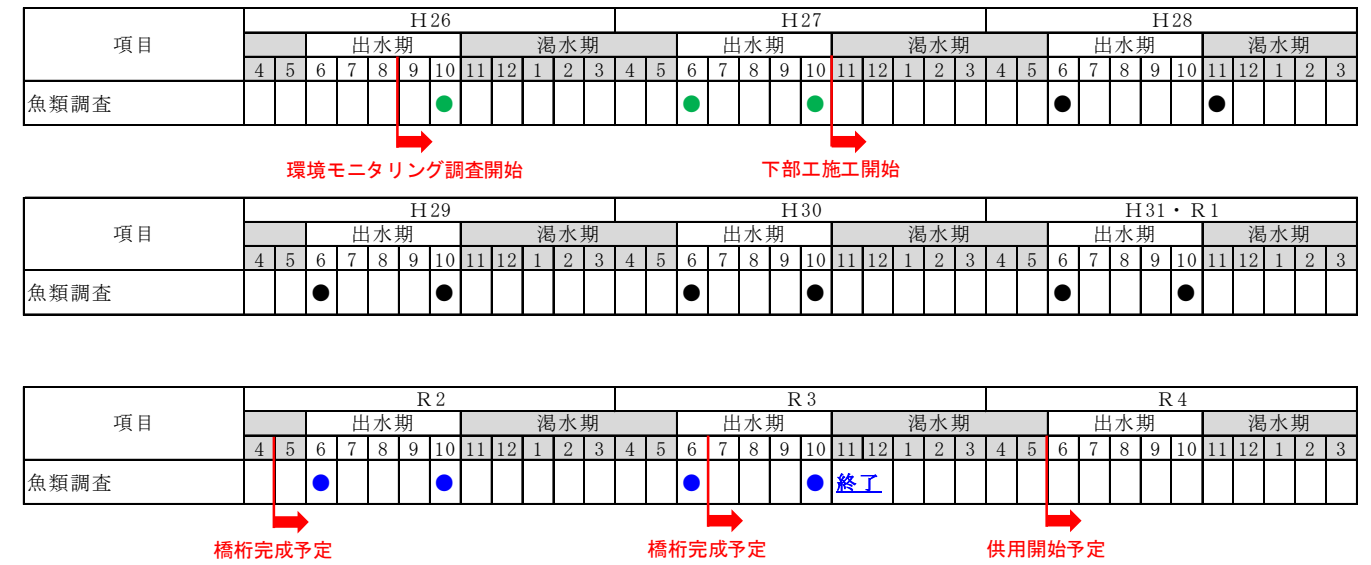 項目 H26 H27 H28
出水期 渇水期 出水期 渇水期 出水期 渇水期
4 5 6 7 8 9 10 11 12 1 2 3 4 5 6 7 8 9 10 11 12 1 2 3 4 5 6 7 8 9 10 11 12 1 2 3
魚類調査 ● ● ● ● ●
環境モニタリング調査開始 下部工施工開始
項目 H29 H30 H31・R1
出水期 渇水期 出水期 渇水期 出水期 渇水期
4 5 6 7 8 9 10 11 12 1 2 3 4 5 6 7 8 9 10 11 12 1 2 3 4 5 6 7 8 9 10 11 12 1 2 3
魚類調査 ● ● ● ● ● ●
項目 R2 R3 R4
出水期 渇水期 出水期 渇水期 出水期 渇水期
4 5 6 7 8 9 10 11 12 1 2 3 4 5 6 7 8 9 10 11 12 1 2 3 4 5 6 7 8 9 10 11 12 1 2 3
魚類調査 ● ● ● ● 終了
橋桁完成予定 橋桁完成予定 供用開始予定